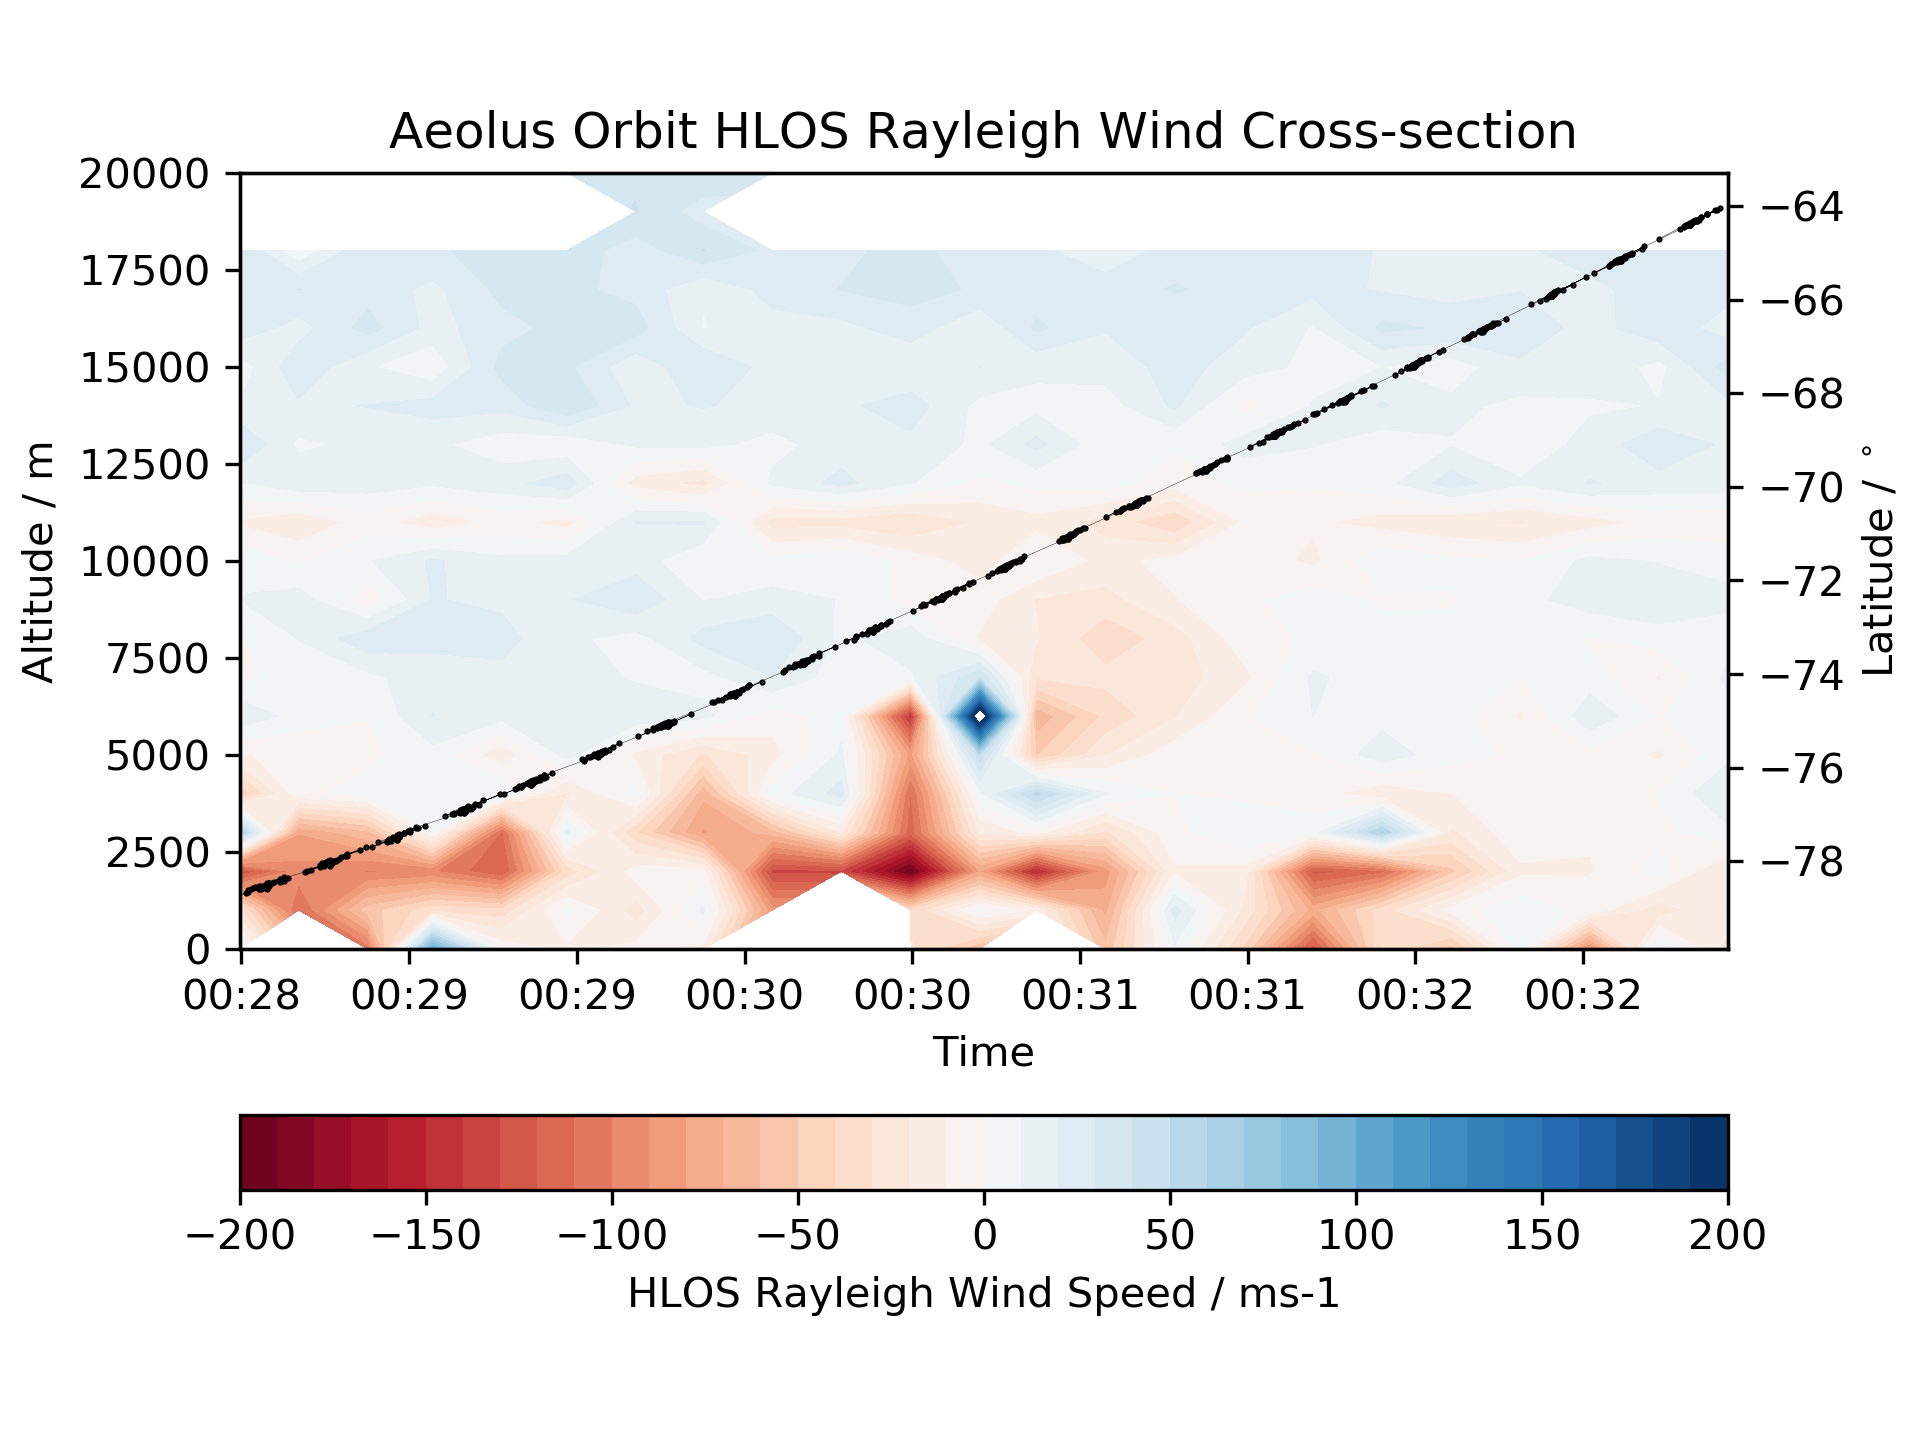 Aeolus Orbit HLOS Rayleigh Wind Cross-section
20000
17500
15000
12500
10000
7500
5000
2500
0
Altitude / m
−64
−66
−68
−70
−72
−74
−76
−78
Latitude / °
00:28 00:29 00:29 00:30 00:30 00:31 00:31 00:32 00:32
Time
−200 −150 −100 −50 0 50 100 150 200
HLOS Rayleigh Wind Speed / ms-1